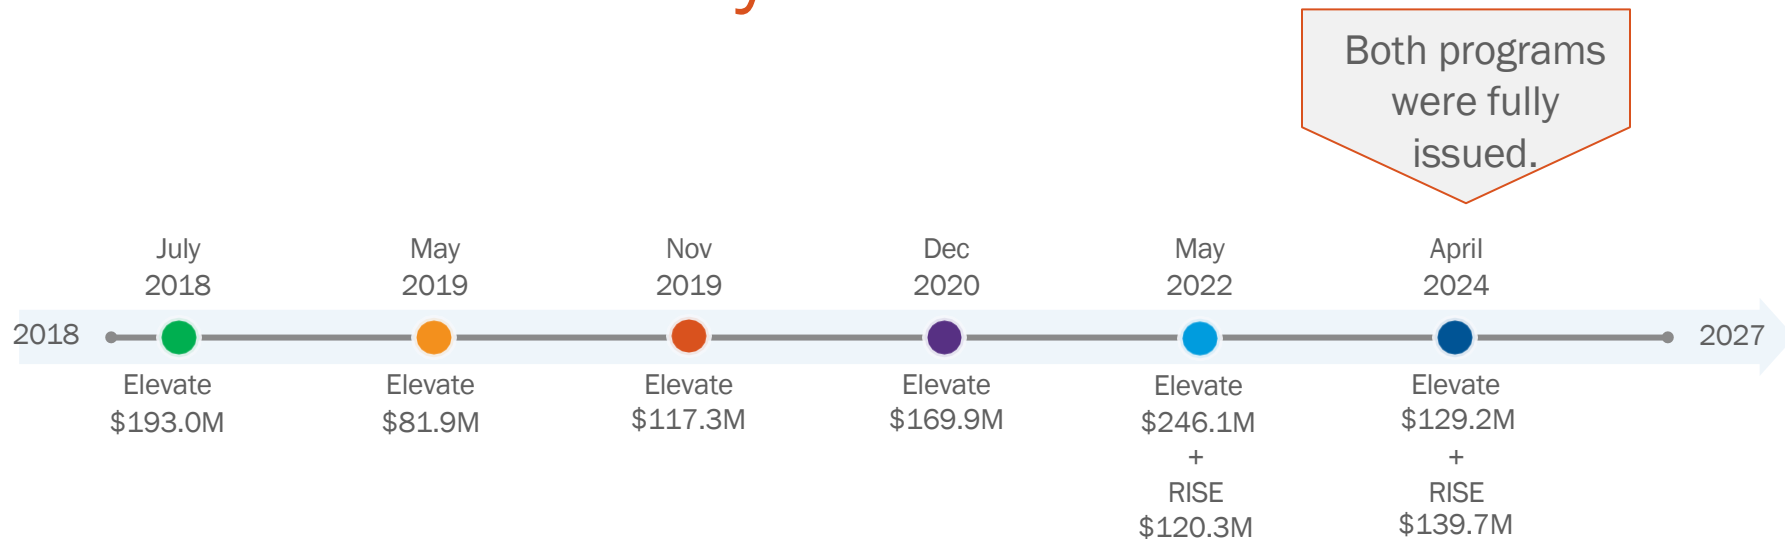 Both programs
were fully
issued.
July
2018
May
2019
Nov
2019
Dec
2020
May
2022
April
2024
2018
2027
Elevate
$193.0M
Elevate
$81.9M
Elevate
$117.3M
Elevate
$169.9M
Elevate
$246.1M
+
RISE
$120.3M
Elevate
$129.2M
+
RISE
$139.7M